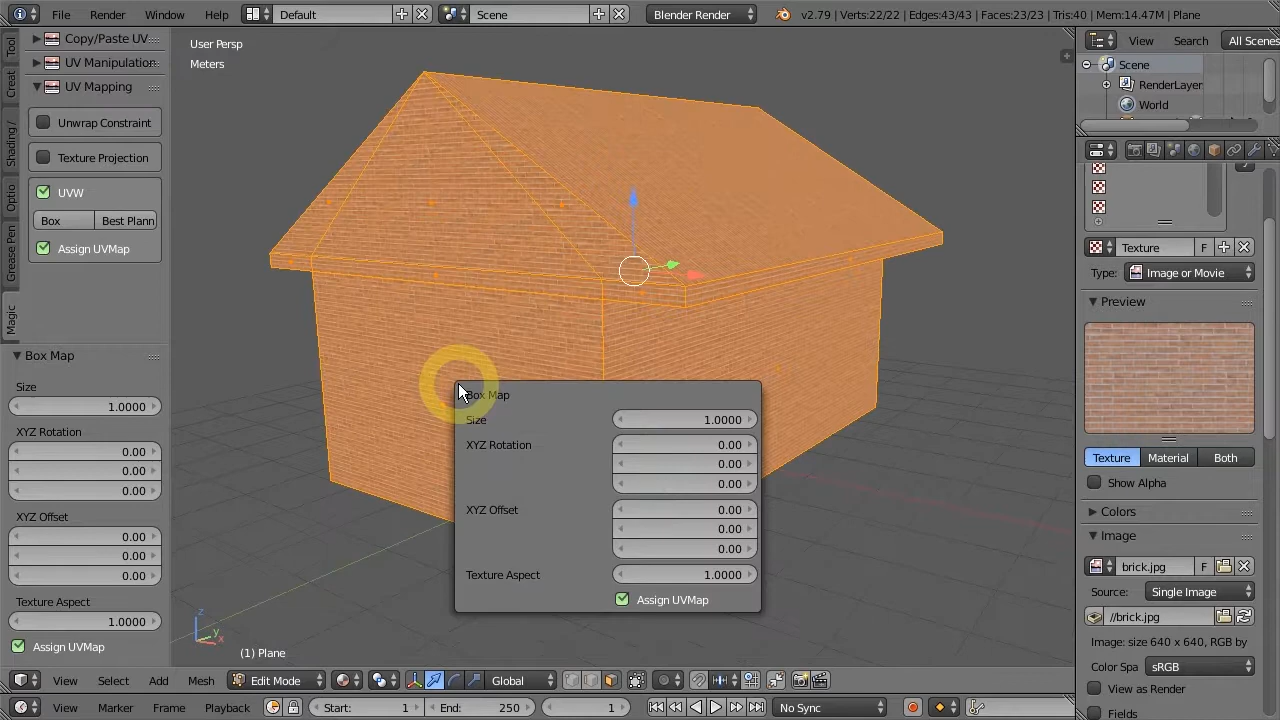 File Render Window Help Default Scene Blender Render v2.79 | Verts:22/22 | Edges:43/43 | Faces:23/23 | Tris:40 | Mem:14.47M | Plane
Copy/Paste UV
UV Manipulation
UV Mapping
Unwrap Constraint
Texture Projection
UVW
Box Best Plann
Assign UVMap
Tool
Creat
Shading /
Optio
Grease Pen
Magic
Box Map
Size
1.0000
XYZ Rotation
0.00
0.00
0.00
XYZ Offset
0.00
0.00
0.00
Texture Aspect
1.0000
Assign UVMap
User Persp
Meters
z
y
x
(1) Plane
Box Map
Size 1.0000
XYZ Rotation 0.00
0.00
0.00
XYZ Offset 0.00
0.00
0.00
Texture Aspect 1.0000
Assign UVMap
View Search All Scenes
Scene
RenderLayer
World
Texture F
Type: Image or Movie
Preview
Texture Material Both
Show Alpha
Colors
Image
brick.jpg F
Source: Single Image
//brick.jpg
Image: size 640 x 640, RGB by
Color Spa sRGB
View as Render
Fields
View Select Add Mesh Edit Mode Global
View Marker Frame Playback Start: 1 End: 250 1 No Sync